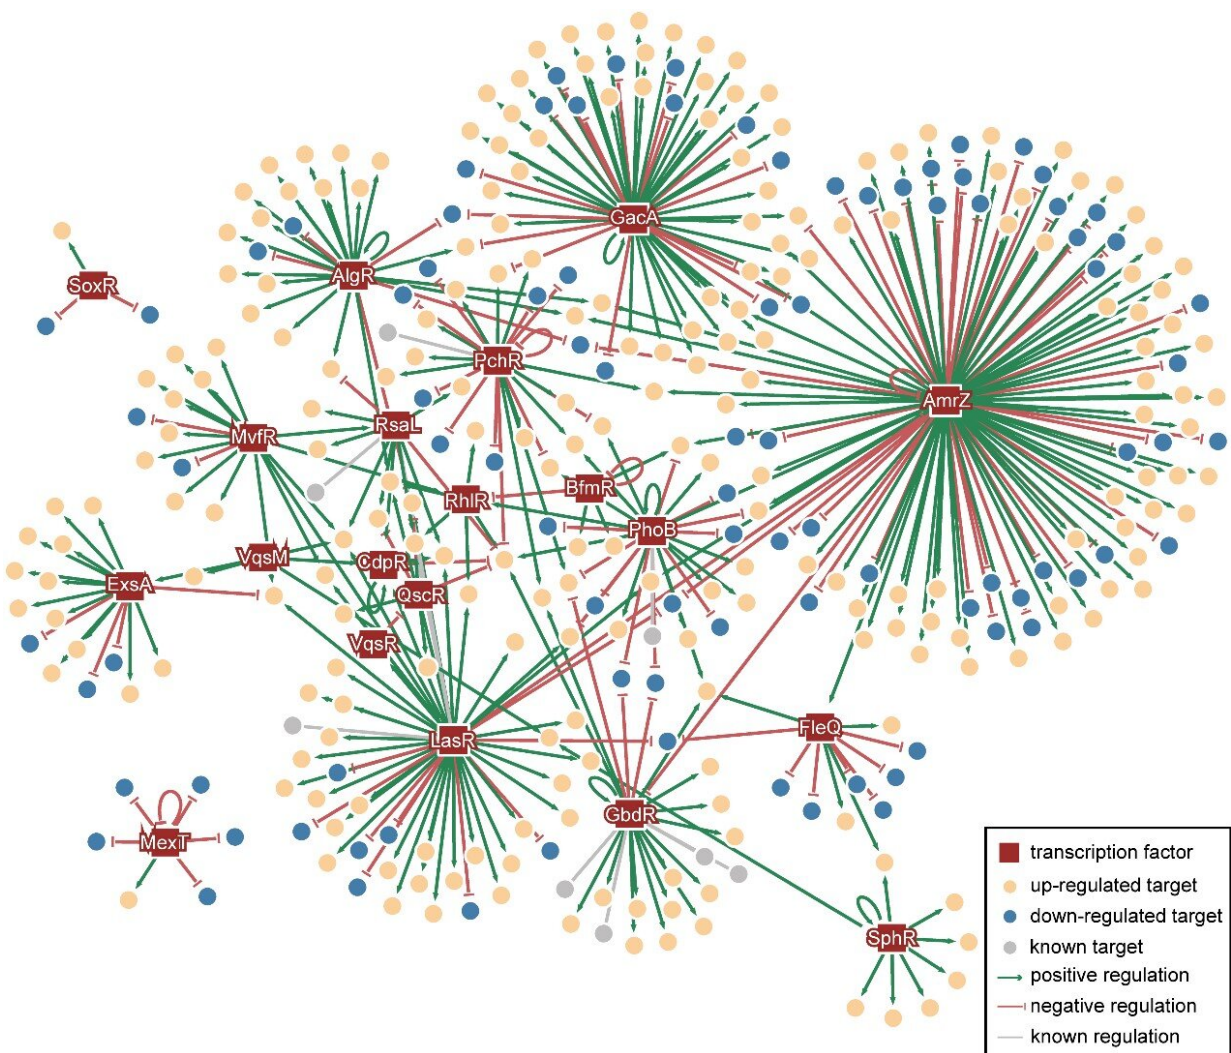 GacA
SoxR
AlgR
PchR
AmrZ
MvfR
RsaL
RhlR
BfmR
PhoB
VqsM
CdpR
ExsA
QscR
VqsR
LasR
FleQ
GbdR
MexT
SphR
transcription factor
up-regulated target
down-regulated target
known target
positive regulation
negative regulation
known regulation